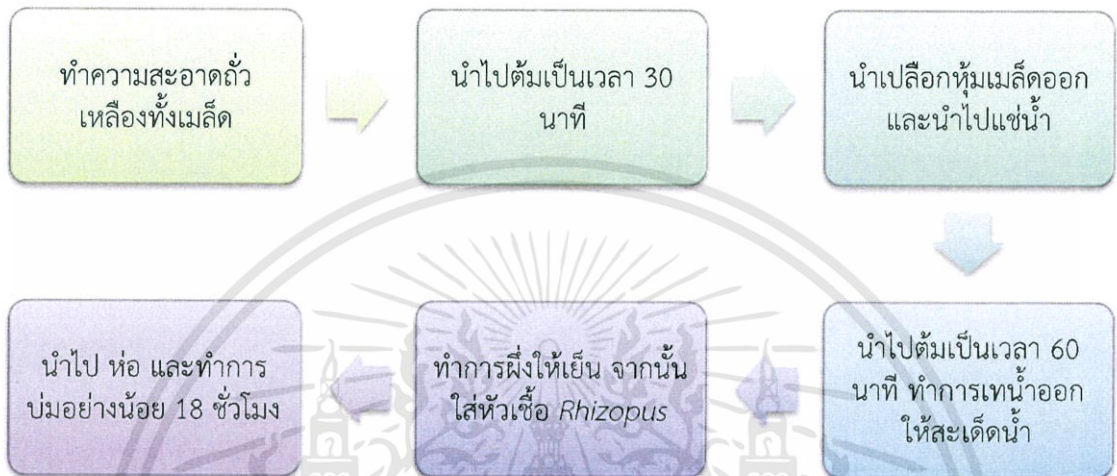 ทำความสะอาดถั่ว
เหลืองทั้งเมล็ด
นำไปต้มเป็นเวลา 30
นาที
นำเปลือกหุ้มเมล็ดออก
และนำไปแช่น้ำ
นำไปต้มเป็นเวลา 60
นาที ทำการเทน้ำออก
ให้สะเด็ดน้ำ
ทำการผึ่งให้เย็น จากนั้น
ใส่หัวเชื้อ Rhizopus
นำไป ห่อ และทำการ
บ่มอย่างน้อย 18 ชั่วโมง